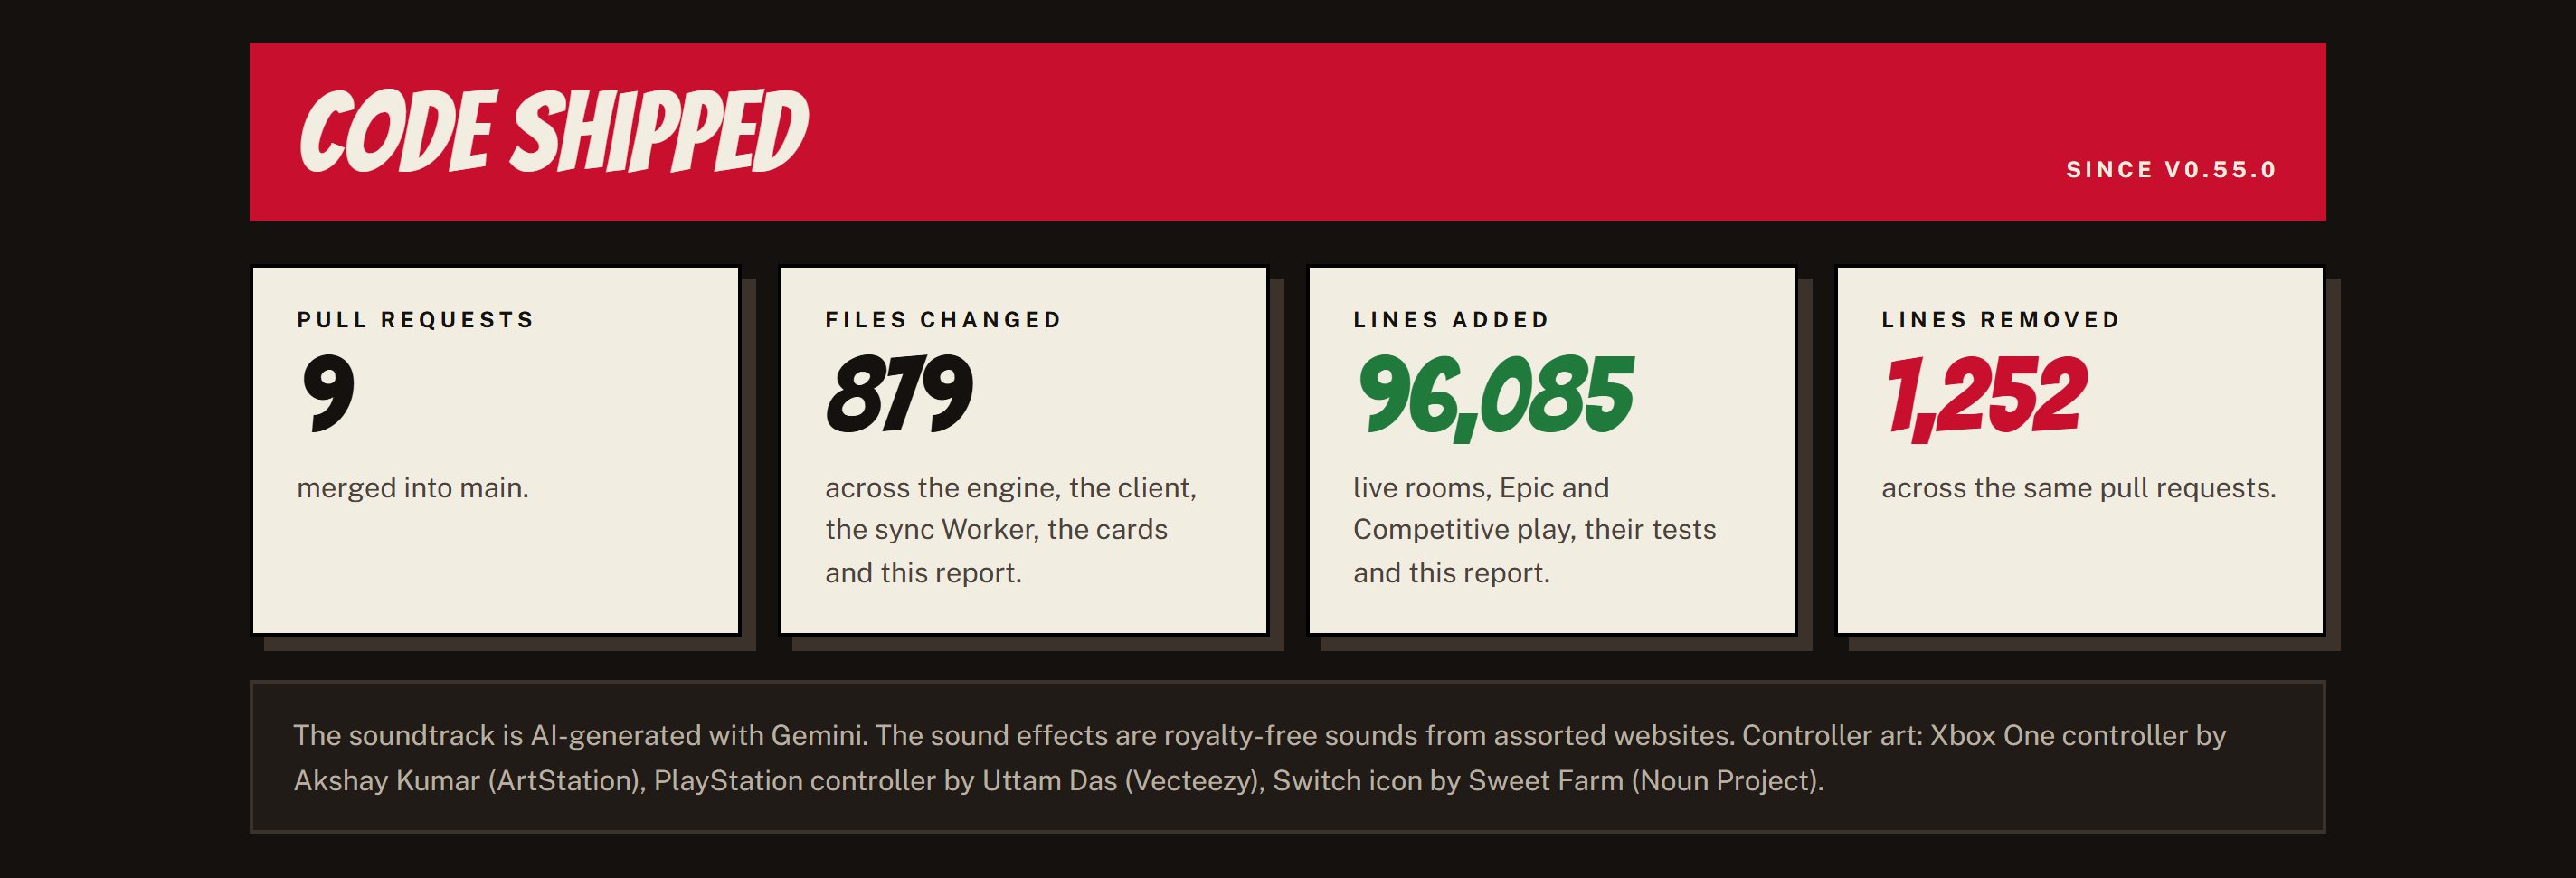 CODE SHIPPED
SINCE V0.55.0
PULL REQUESTS
9
merged into main.
FILES CHANGED
879
across the engine, the client,
the sync Worker, the cards
and this report.
LINES ADDED
96,085
live rooms, Epic and
Competitive play, their tests
and this report.
LINES REMOVED
1,252
across the same pull requests.
The soundtrack is AI-generated with Gemini. The sound effects are royalty-free sounds from assorted websites. Controller art: Xbox One controller by
Akshay Kumar (ArtStation), PlayStation controller by Uttam Das (Vecteezy), Switch icon by Sweet Farm (Noun Project).